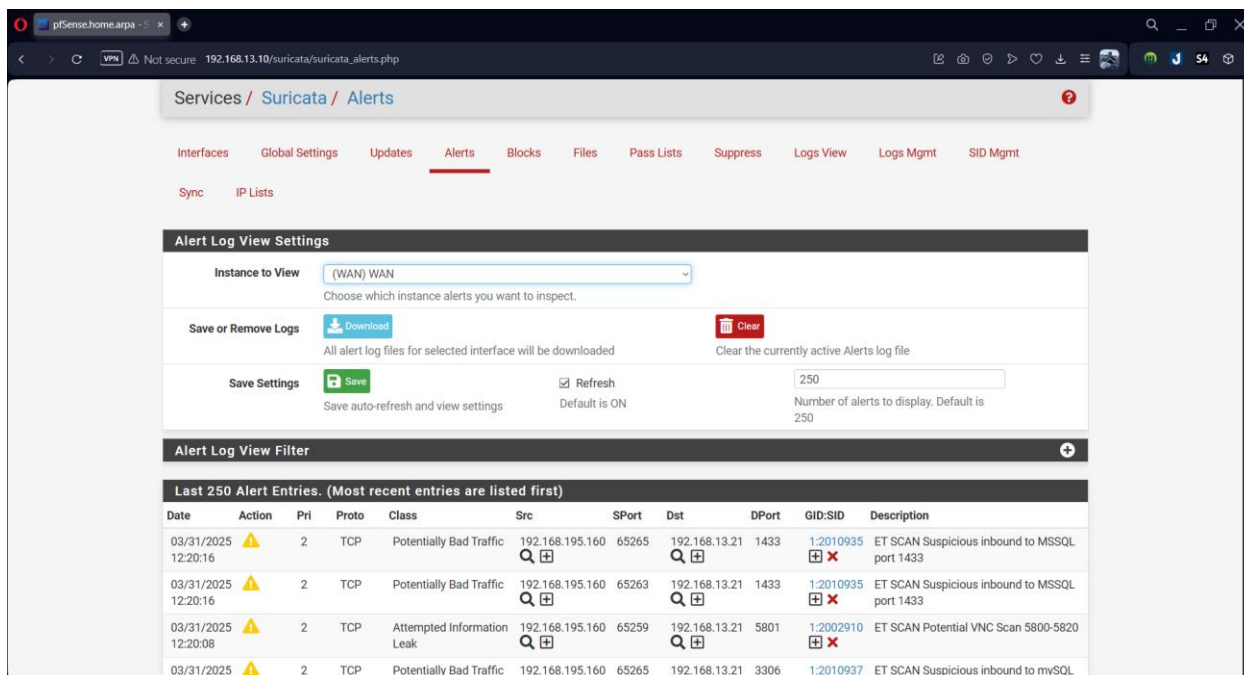 pfSense.home.arpa - S
VPN Not secure 192.168.13.10/suricata/suricata_alerts.php
S4
Services / Suricata / Alerts
Interfaces Global Settings Updates Alerts Blocks Files Pass Lists Suppress Logs View Logs Mgmt SID Mgmt
Sync IP Lists
Alert Log View Settings
Instance to View (WAN) WAN
Choose which instance alerts you want to inspect.
Save or Remove Logs Download Clear
All alert log files for selected interface will be downloaded Clear the currently active Alerts log file
Save Settings Save Refresh 250
Save auto-refresh and view settings Default is ON Number of alerts to display. Default is
250
Alert Log View Filter
Last 250 Alert Entries. (Most recent entries are listed first)
Date Action Pri Proto Class Src SPort Dst DPort GID:SID Description
03/31/2025 2 TCP Potentially Bad Traffic 192.168.195.160 65265 192.168.13.21 1433 1:2010935 ET SCAN Suspicious inbound to MSSQL
12:20:16 port 1433
03/31/2025 2 TCP Potentially Bad Traffic 192.168.195.160 65263 192.168.13.21 1433 1:2010935 ET SCAN Suspicious inbound to MSSQL
12:20:16 port 1433
03/31/2025 2 TCP Attempted Information 192.168.195.160 65259 192.168.13.21 5801 1:2002910 ET SCAN Potential VNC Scan 5800-5820
12:20:08 Leak
03/31/2025 2 TCP Potentially Bad Traffic 192.168.195.160 65265 192.168.13.21 3306 1:2010937 ET SCAN Suspicious inbound to mySQL